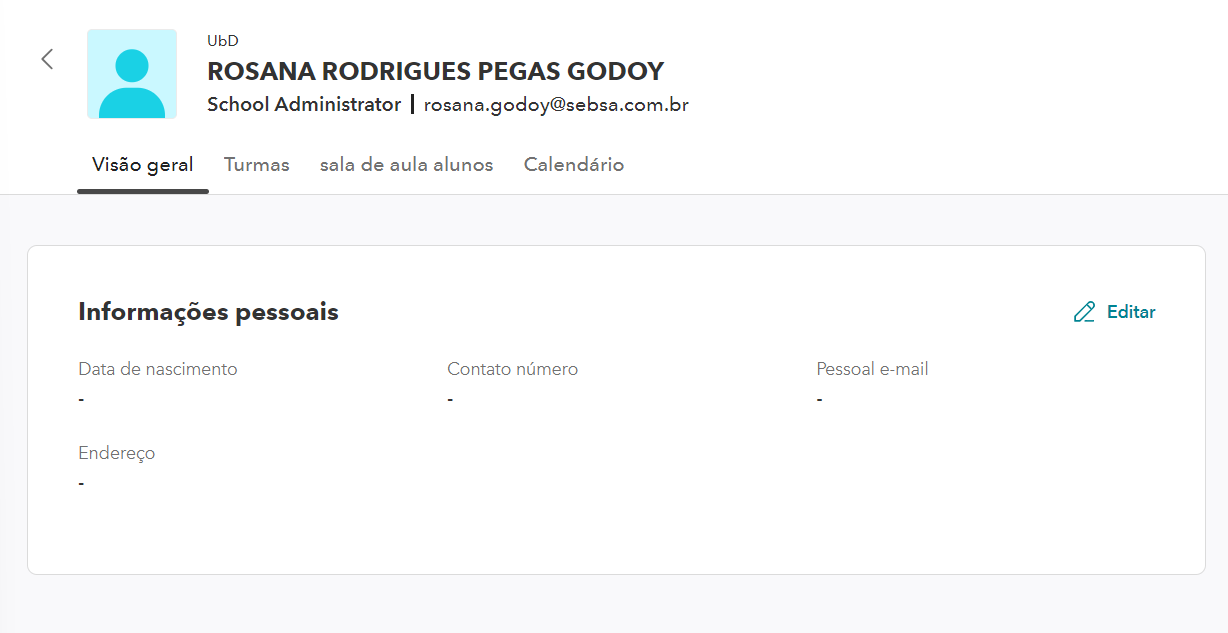 UbD
ROSANA RODRIGUES PEGAS GODOY
School Administrator | rosana.godoy@sebsa.com.br
Visão geral Turmas sala de aula alunos Calendário
Informações pessoais Editar
Data de nascimento Contato número Pessoal e-mail
- - -
Endereço
-